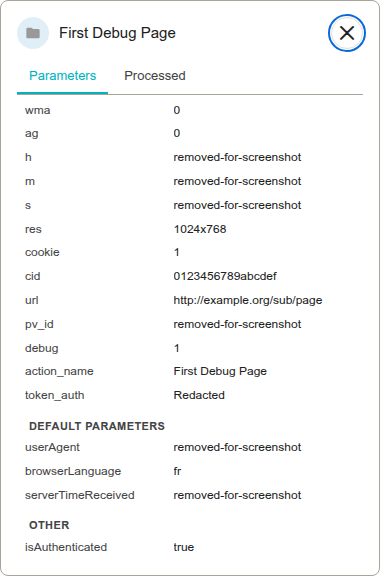 First Debug Page
Parameters Processed
wma 0
ag 0
h removed-for-screenshot
m removed-for-screenshot
s removed-for-screenshot
res 1024x768
cookie 1
cid 0123456789abcdef
url http://example.org/sub/page
pv_id removed-for-screenshot
debug 1
action_name First Debug Page
token_auth Redacted
DEFAULT PARAMETERS
userAgent removed-for-screenshot
browserLanguage fr
serverTimeReceived removed-for-screenshot
OTHER
isAuthenticated true